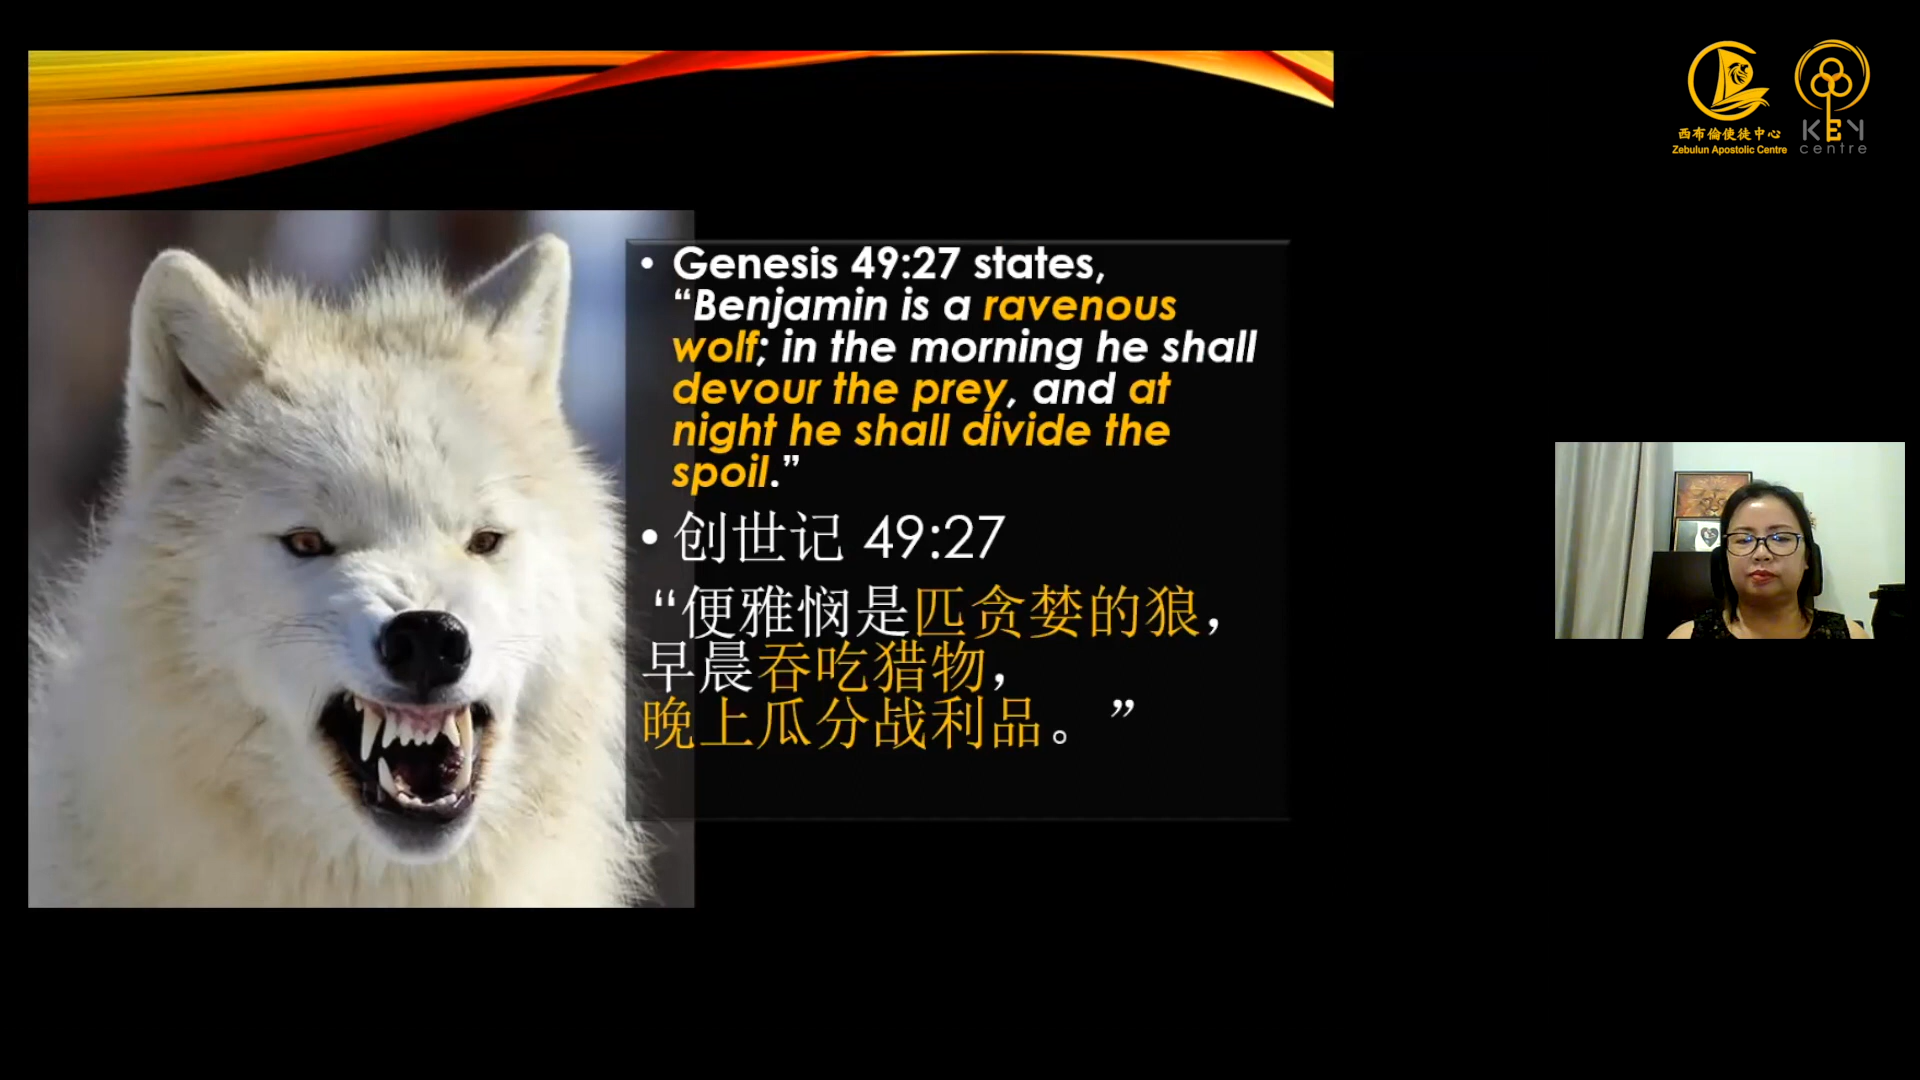 西布倫使徒中心
Zebulun Apostolic Centre
KEY
centre
• Genesis 49:27 states,
“Benjamin is a ravenous
wolf; in the morning he shall
devour the prey, and at
night he shall divide the
spoil.”
• 创世记 49:27
“便雅悯是匹贪婪的狼，
早晨吞吃猎物，
晚上瓜分战利品。”